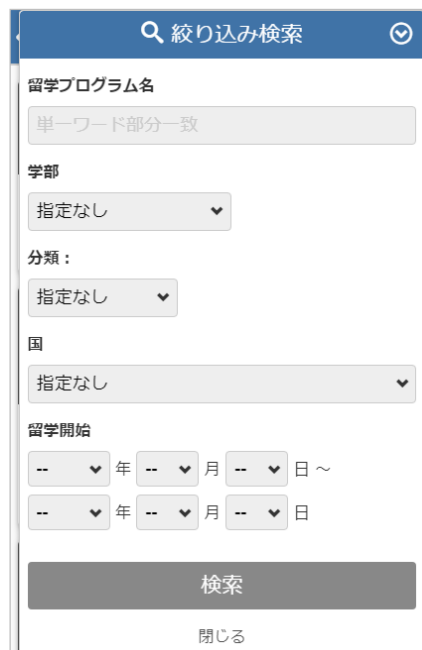 絞り込み検索
留学プログラム名
単一ワード部分一致
学部
指定なし
分類：
指定なし
国
指定なし
留学開始
-- 年 -- 月 -- 日 ～
-- 年 -- 月 -- 日
検索
閉じる